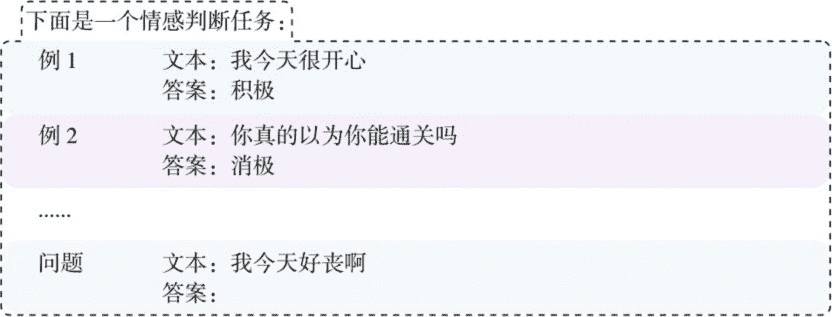 下面是一个情感判断任务：
例 1 文本：我今天很开心
答案：积极
例 2 文本：你真的以为你能通关吗
答案：消极
......
问题 文本：我今天好丧啊
答案：